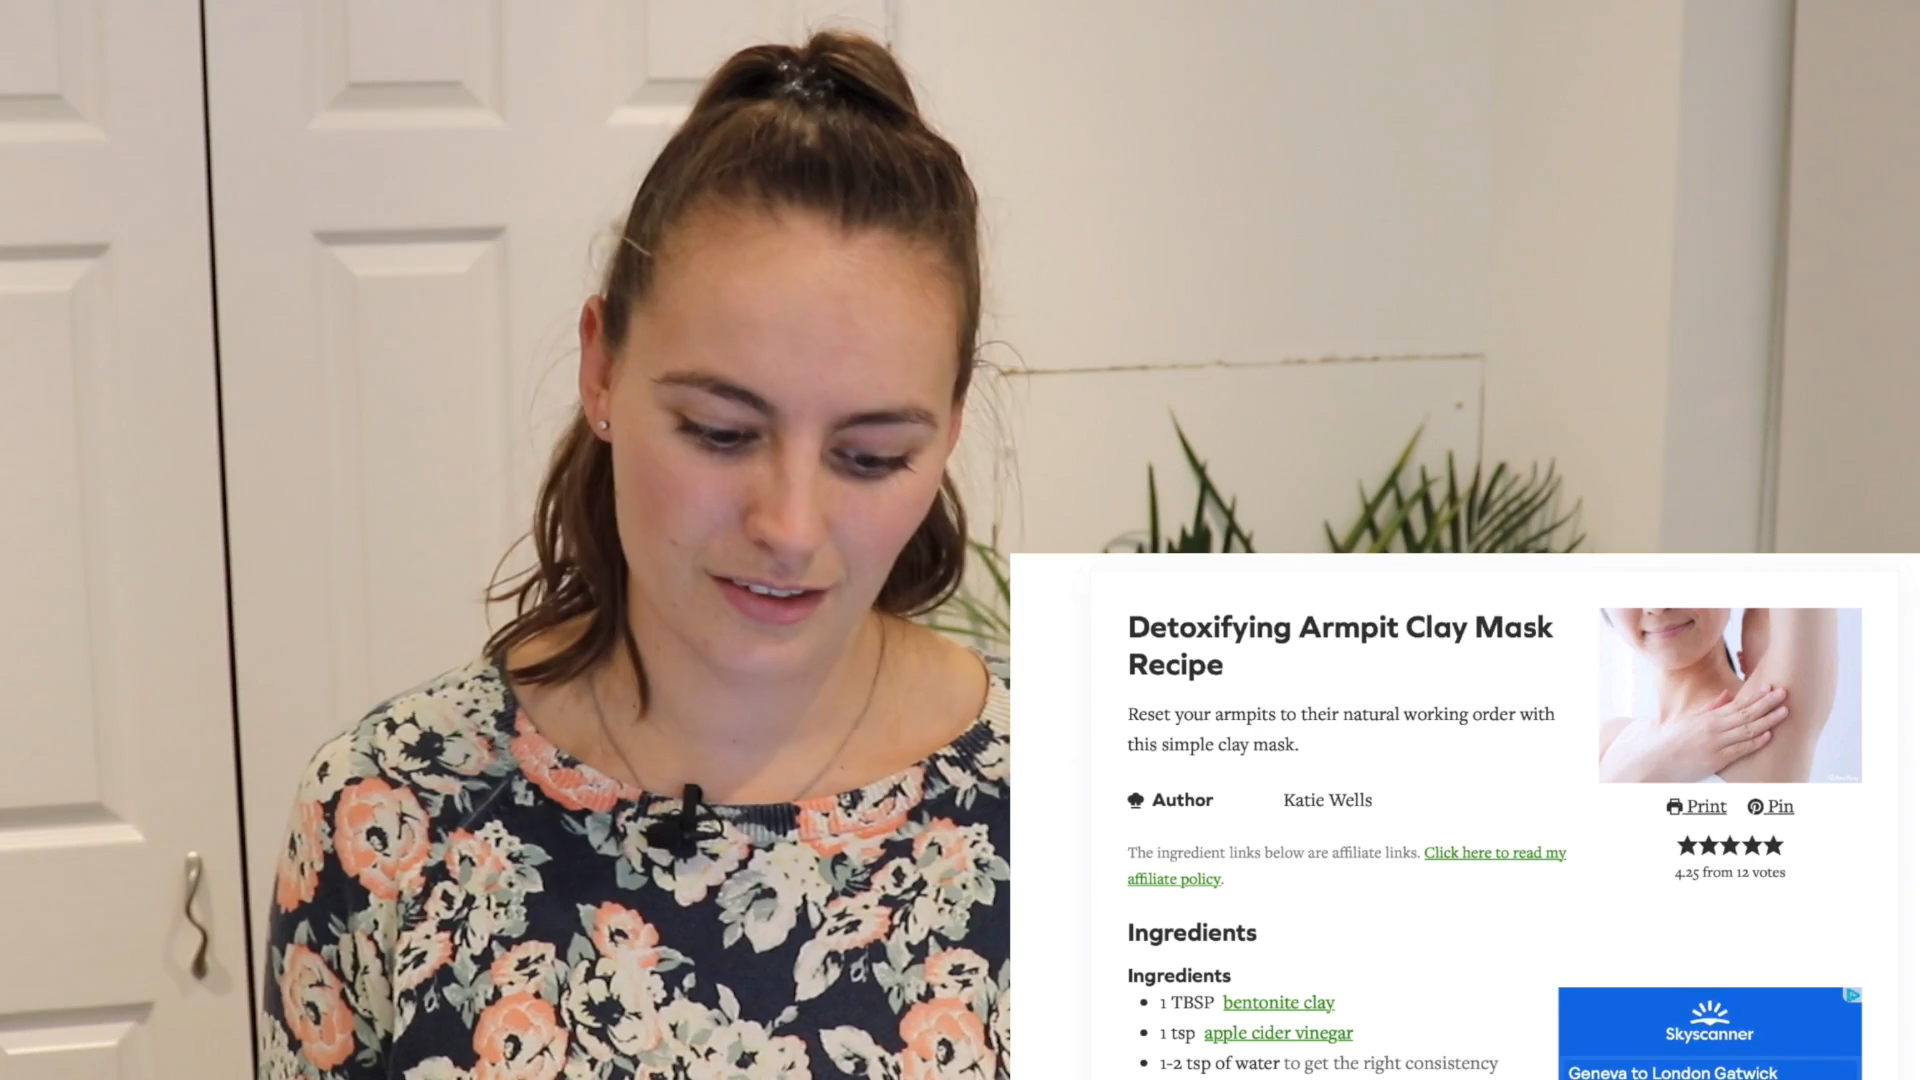 Detoxifying Armpit Clay Mask
Recipe
Reset your armpits to their natural working order with
this simple clay mask.
Author Katie Wells
Print Pin
The ingredient links below are affiliate links. Click here to read my
affiliate policy.
4.25 from 12 votes
Ingredients
Ingredients
1 TBSP bentonite clay
1 tsp apple cider vinegar
1-2 tsp of water to get the right consistency
Skyscanner
Geneva to London Gatwick